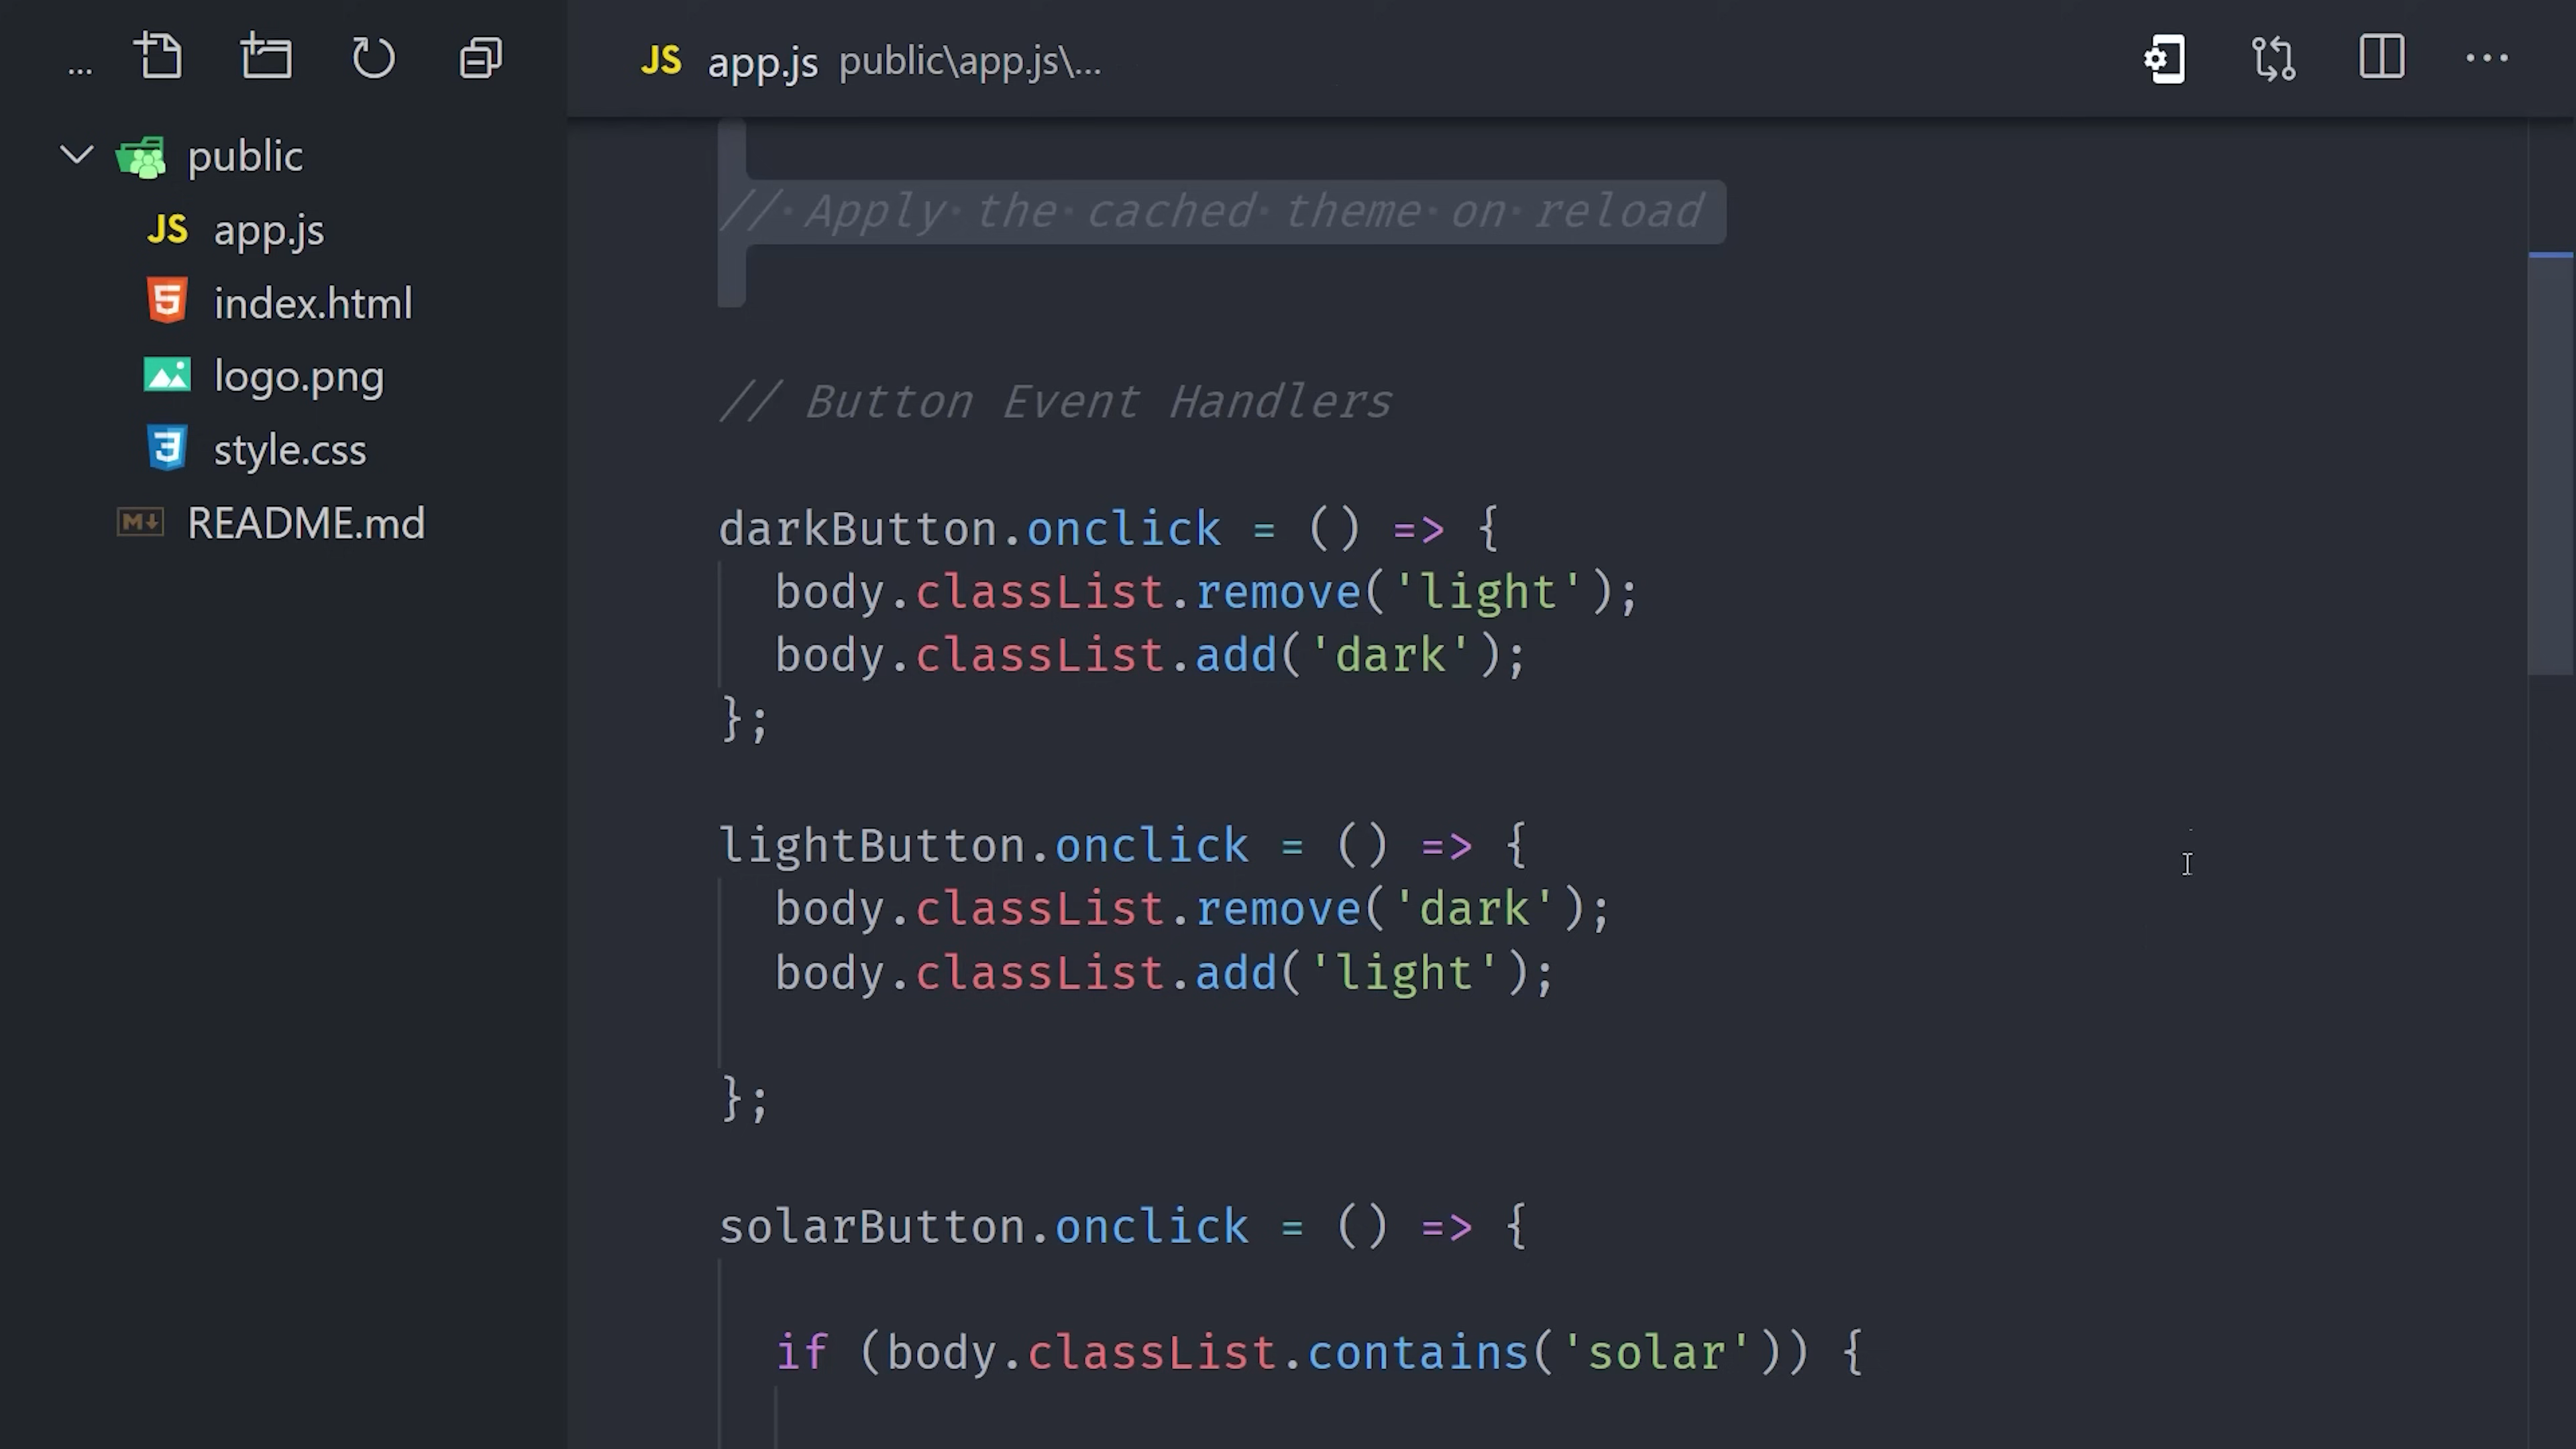 ...
JS app.js public\app.js\...
public
JS app.js
index.html
logo.png
style.css
README.md
// Apply the cached theme on reload
// Button Event Handlers
darkButton.onclick = () => {
body.classList.remove('light');
body.classList.add('dark');
};
lightButton.onclick = () => {
body.classList.remove('dark');
body.classList.add('light');
};
solarButton.onclick = () => {
if (body.classList.contains('solar')) {